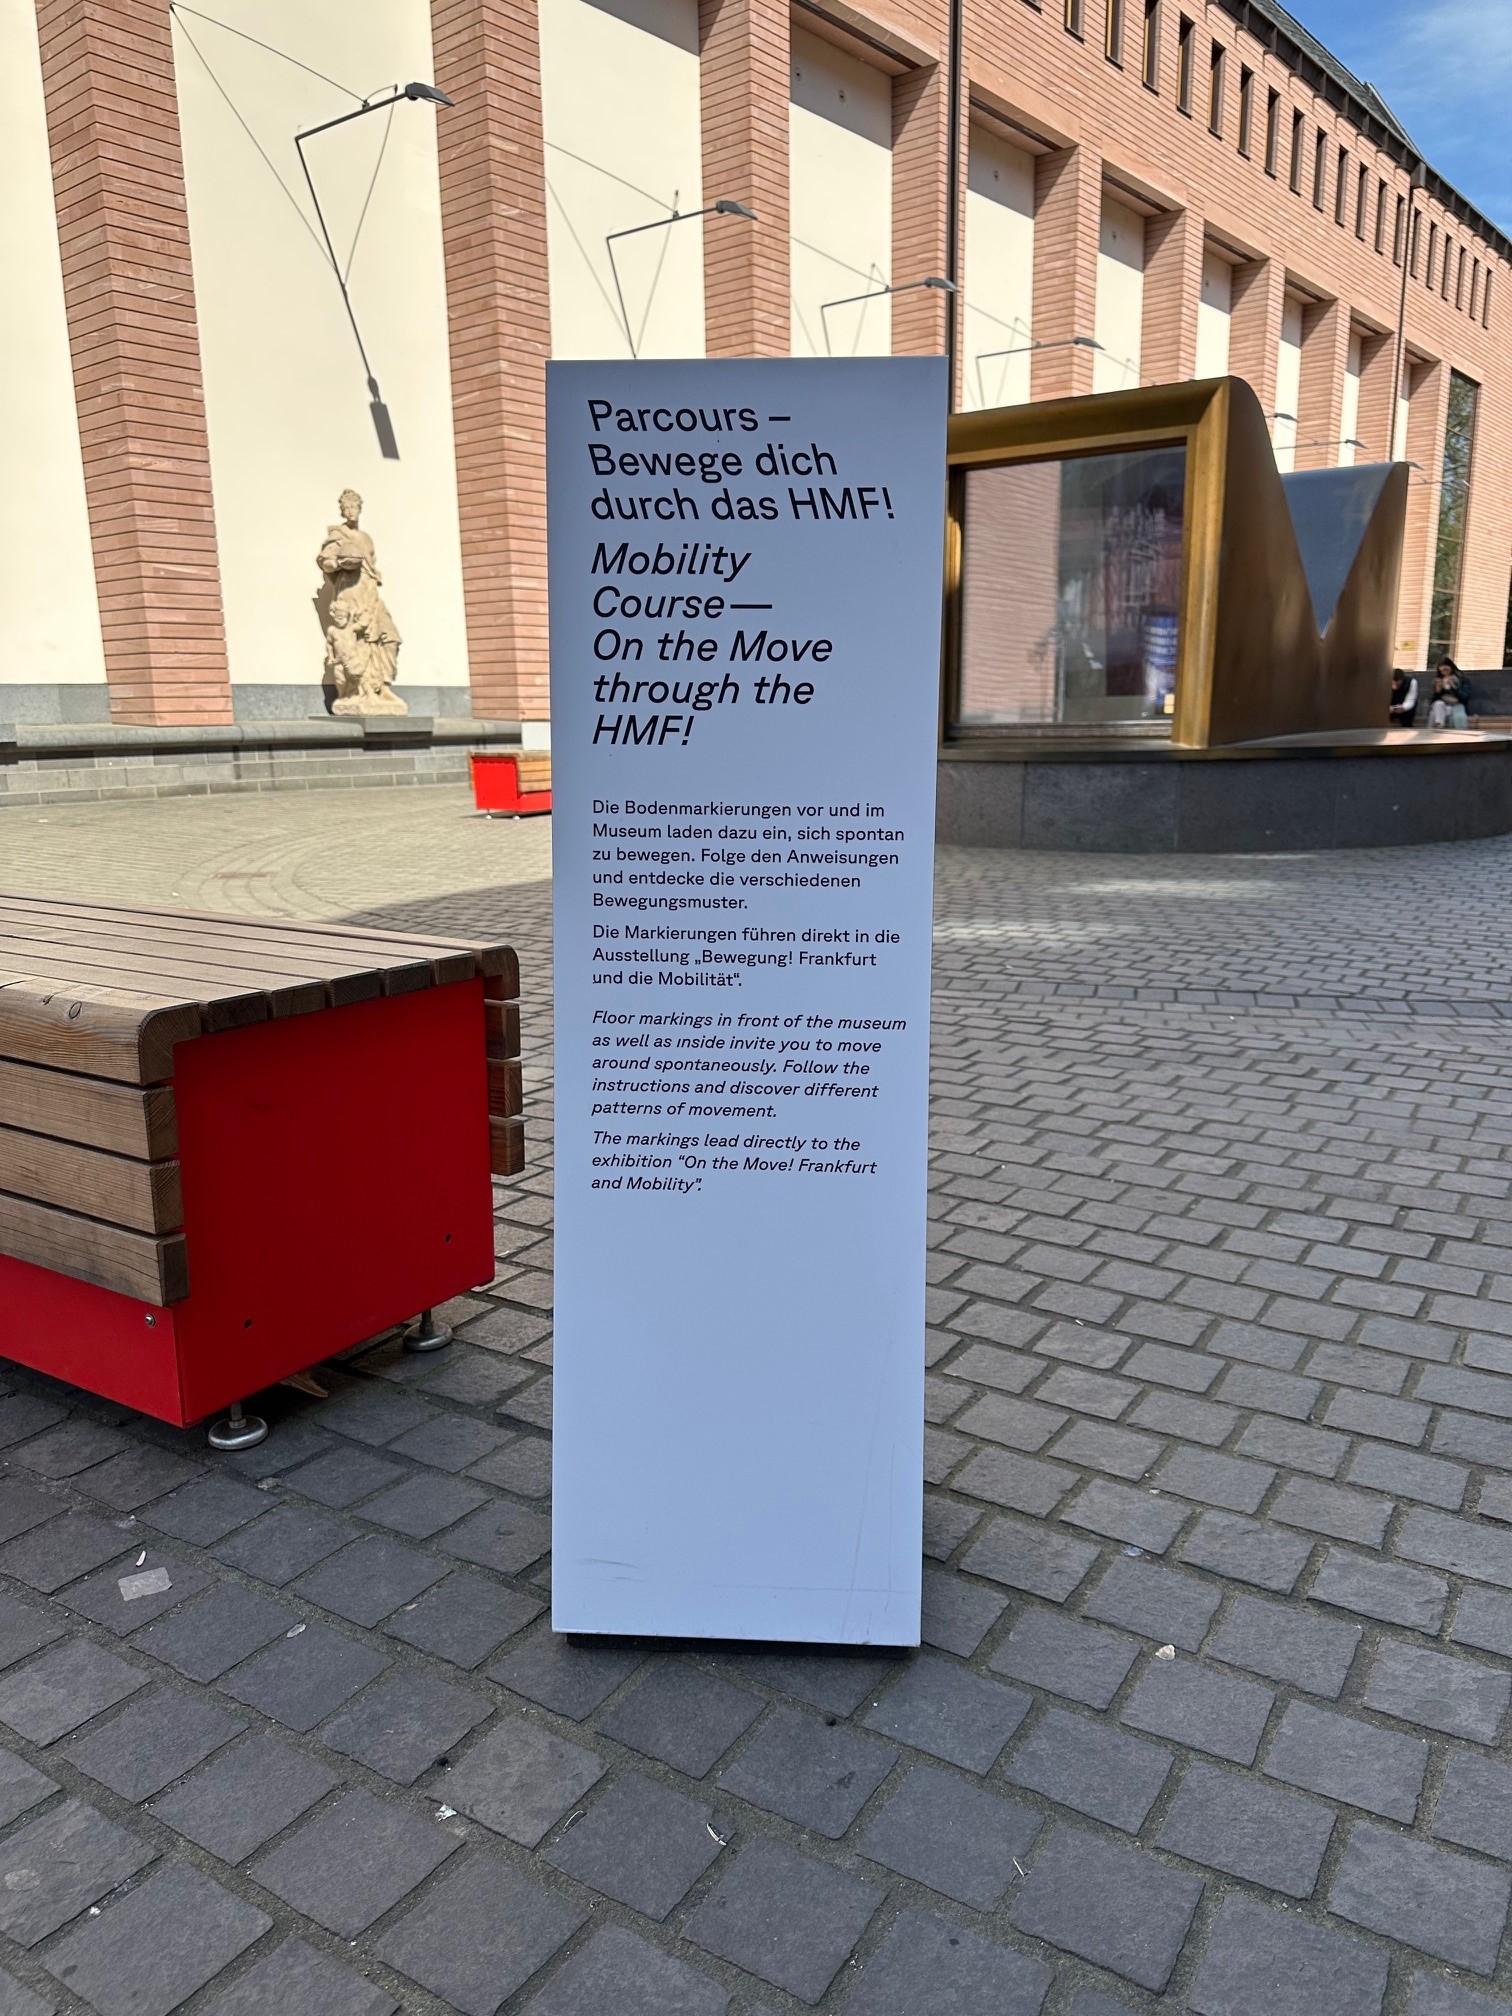 Parcours –
Bewege dich
durch das HMF!
Mobility
Course —
On the Move
through the
HMF!
Die Bodenmarkierungen vor und im
Museum laden dazu ein, sich spontan
zu bewegen. Folge den Anweisungen
und entdecke die verschiedenen
Bewegungsmuster.
Die Markierungen führen direkt in die
Ausstellung „Bewegung! Frankfurt
und die Mobilität“.
Floor markings in front of the museum
as well as inside invite you to move
around spontaneously. Follow the
instructions and discover different
patterns of movement.
The markings lead directly to the
exhibition “On the Move! Frankfurt
and Mobility”.